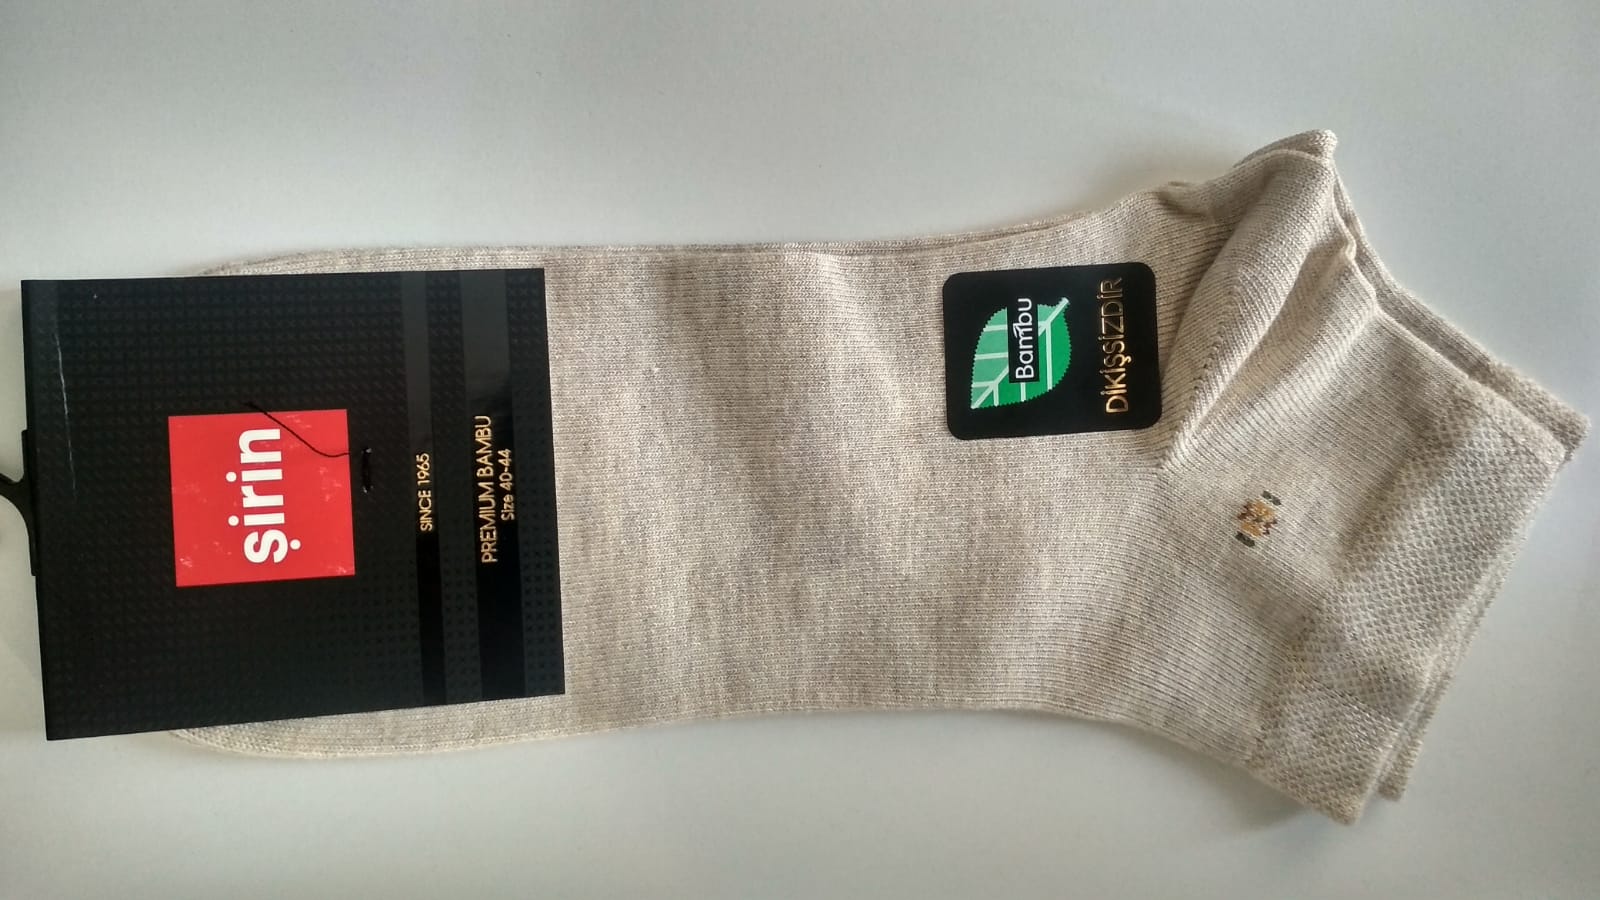 şirin
SINCE 1965
PREMIUM BAMBU
Size 40-44
Bambu
DİKİŞSİZDİR